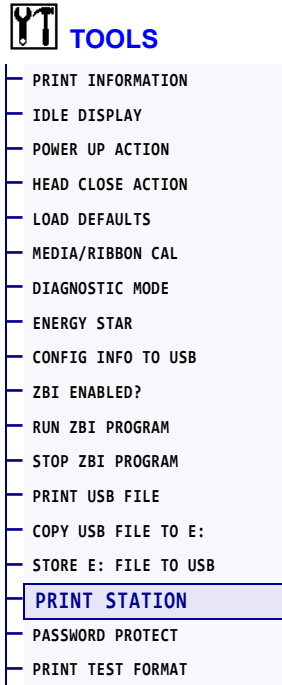 TOOLS
PRINT INFORMATION
IDLE DISPLAY
POWER UP ACTION
HEAD CLOSE ACTION
LOAD DEFAULTS
MEDIA/RIBBON CAL
DIAGNOSTIC MODE
ENERGY STAR
CONFIG INFO TO USB
ZBI ENABLED?
RUN ZBI PROGRAM
STOP ZBI PROGRAM
PRINT USB FILE
COPY USB FILE TO E:
STORE E: FILE TO USB
PRINT STATION
PASSWORD PROTECT
PRINT TEST FORMAT